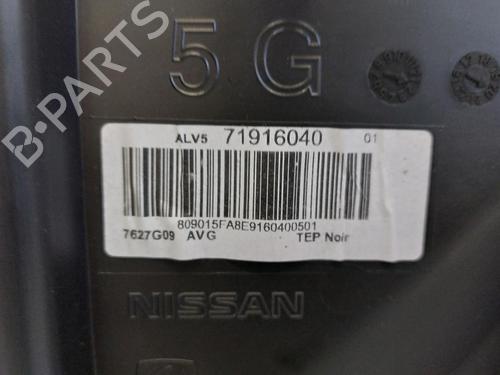 B-PARTS
5 G
ALV5 71916040 01
809015FA8E9160400501
7627G09 AVG TEP Noir
NISSAN